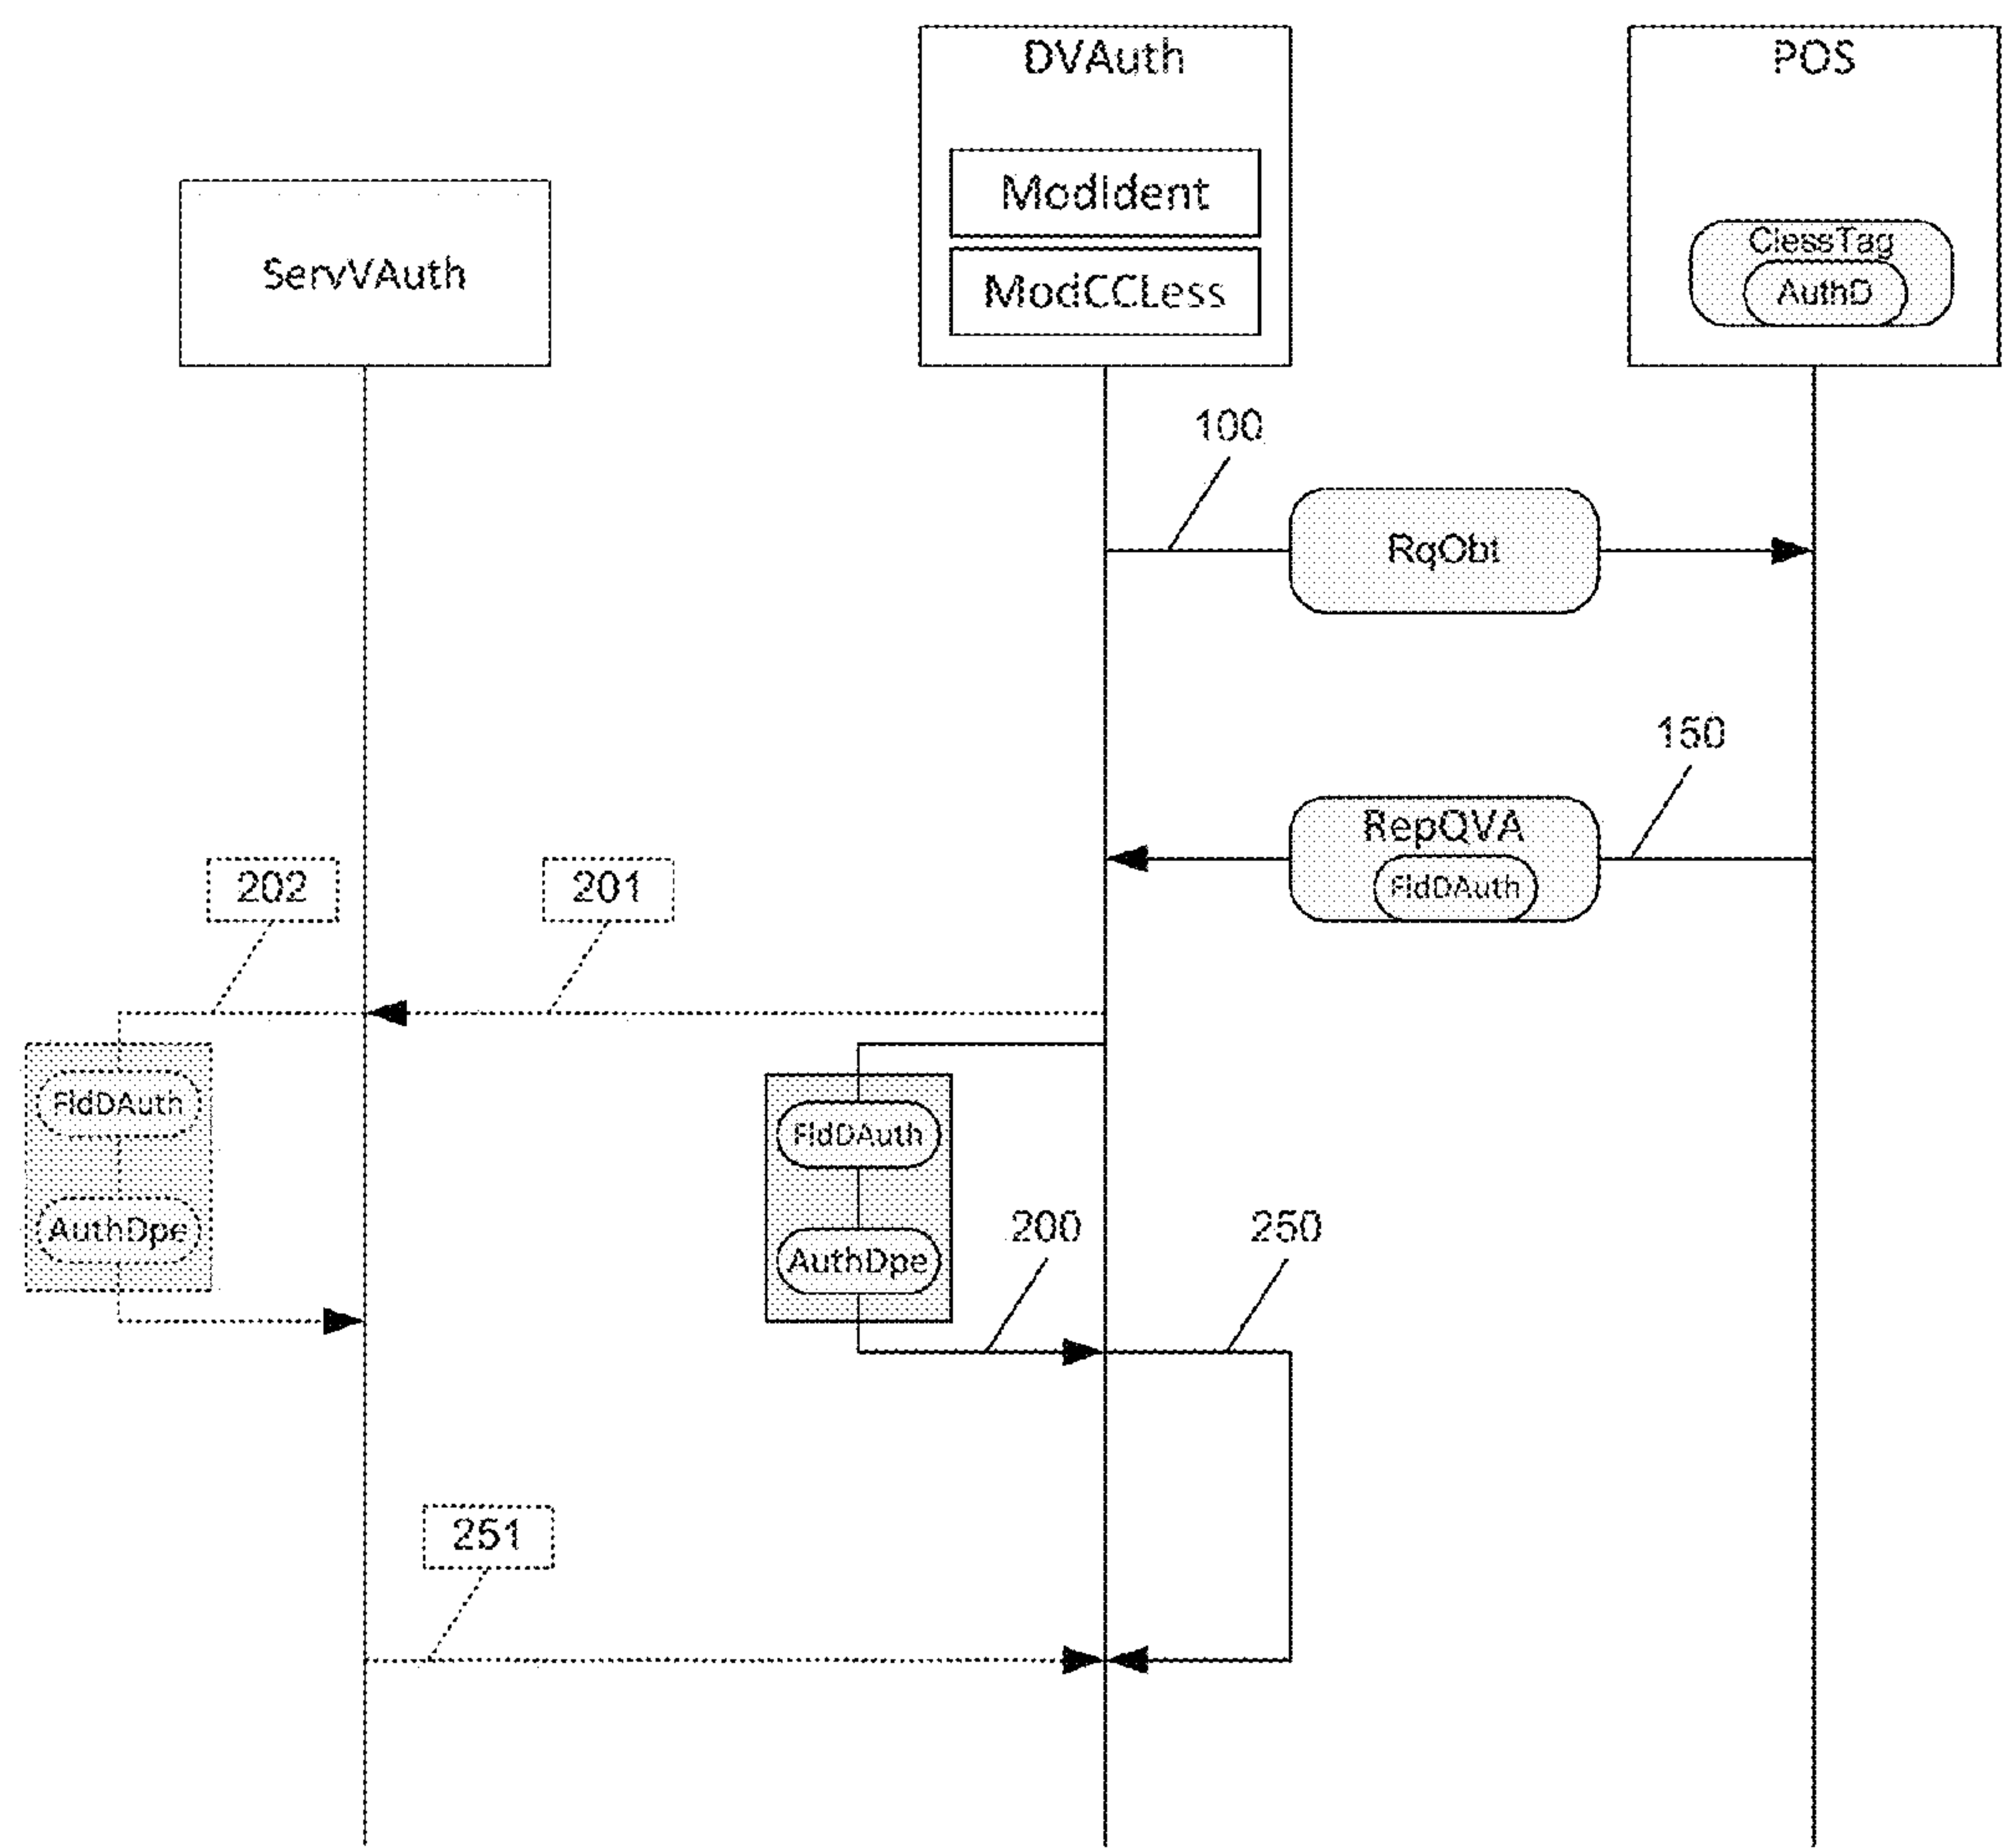 DVAuth
POS
ModIdent
ServVAuth
ModCCLess
ClessTag
AuthD
100
RqObt
150
RepQVA
FldDAuth
202
201
FldDAuth
FldDAuth
AuthDpe
AuthDpe
200
250
251